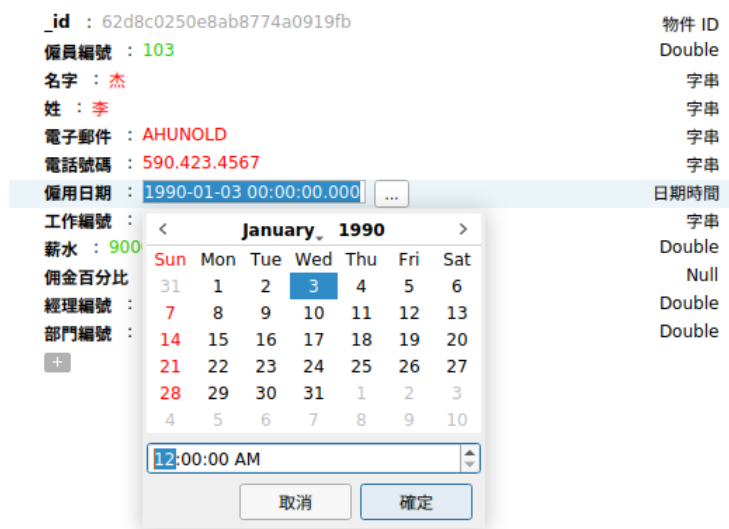 _id : 62d8c0250e8ab8774a0919fb 物件 ID
僱員編號 : 103 Double
名字 : 杰 字串
姓 : 李 字串
電子郵件 : AHUNOLD 字串
電話號碼 : 590.423.4567 字串
僱用日期 : 1990-01-03 00:00:00.000 ... 日期時間
工作編號 : 字串
薪水 : 900 Double
佣金百分比 Null
經理編號 : Double
部門編號 : Double
+
< January 1990 >
Sun Mon Tue Wed Thu Fri Sat
31 1 2 3 4 5 6
7 8 9 10 11 12 13
14 15 16 17 18 19 20
21 22 23 24 25 26 27
28 29 30 31 1 2 3
4 5 6 7 8 9 10
12:00:00 AM
取消 確定